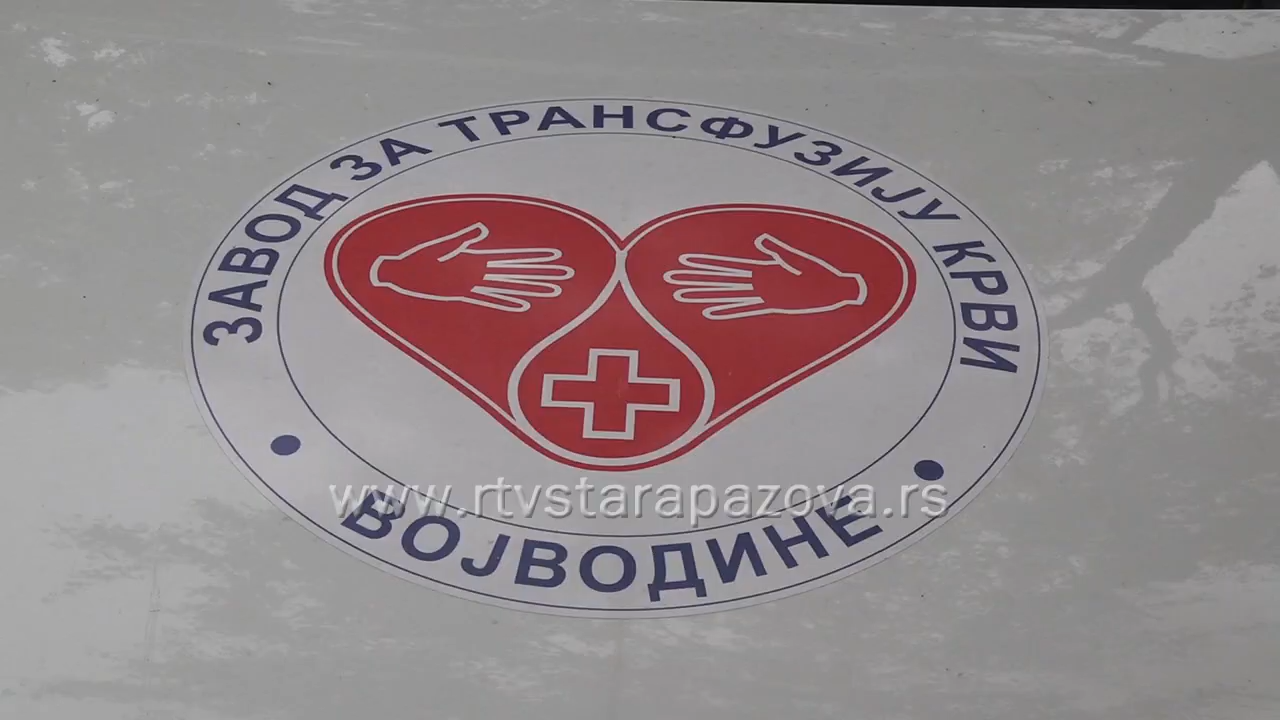 ЗАВОД ЗА ТРАНСФУЗИЈУ КРВИ
www.rtvstarapazova.rs
ВОЈВОДИНЕ